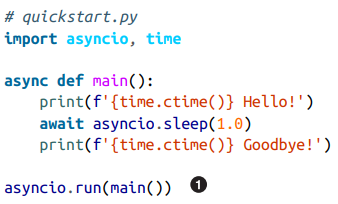 # quickstart.py
import asyncio, time

async def main():
    print(f'{time.ctime()} Hello!')
    await asyncio.sleep(1.0)
    print(f'{time.ctime()} Goodbye!')

asyncio.run(main()) ❶